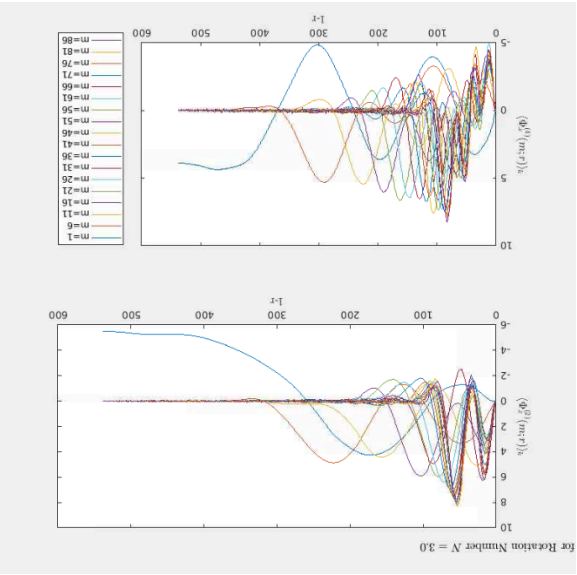 for Rotation Number N = 3.0
10
8
6
4
2
0
-2
-4
-6
0 100 200 300 400 500 600
1-r
10
5
0
-5
0 100 200 300 400 500 600
1-r
m=1
m=6
m=11
m=16
m=21
m=26
m=31
m=36
m=41
m=46
m=51
m=56
m=61
m=66
m=71
m=76
m=81
m=86